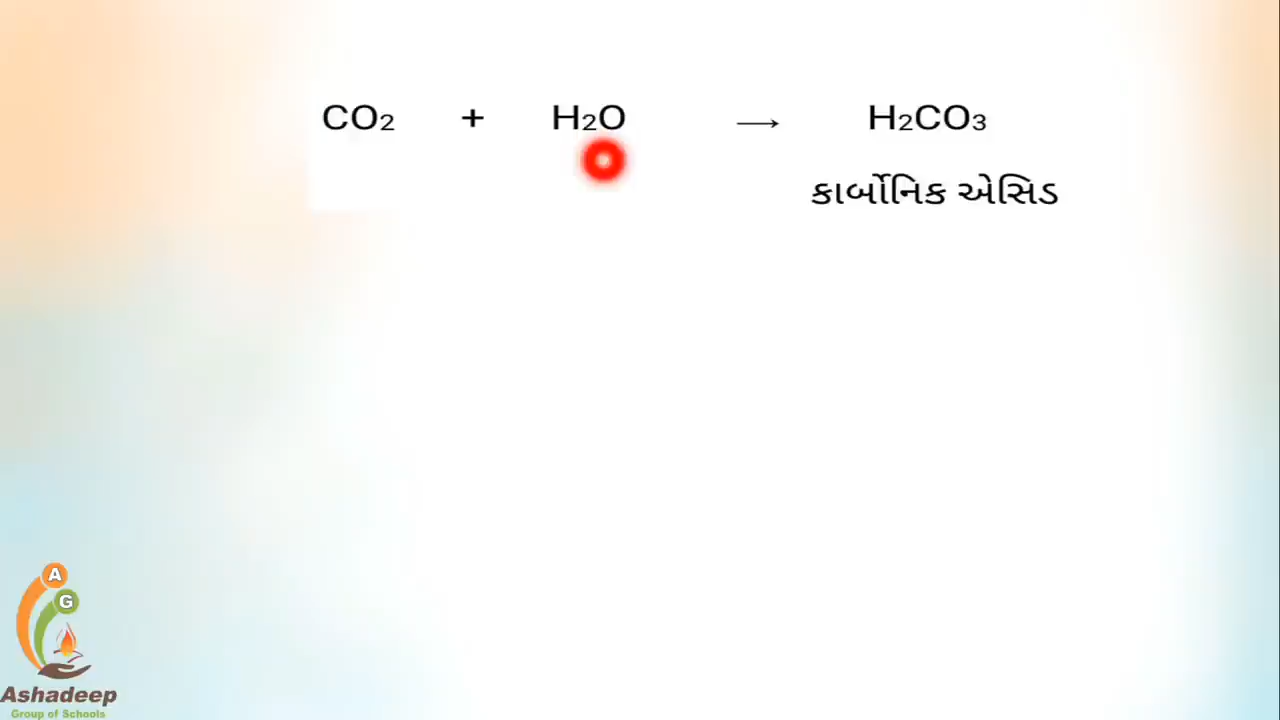 CO₂ + H₂O → H₂CO₃
કાર્બોનિક એસિડ
A
G
Ashadeep
Group of Schools